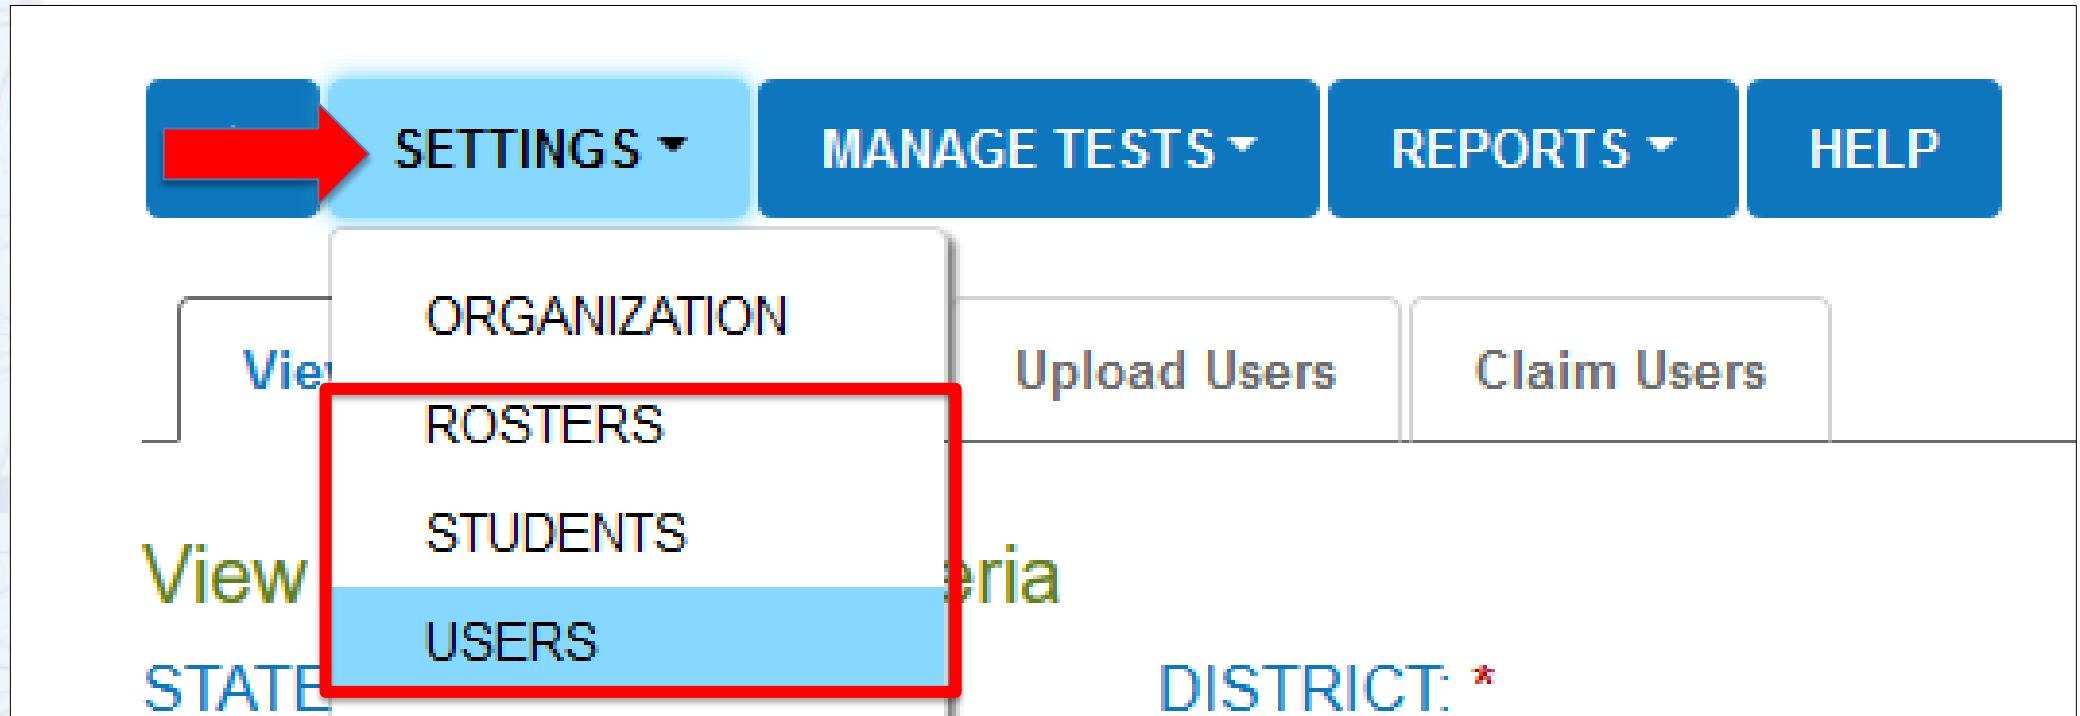 SETTINGS MANAGE TESTS REPORTS HELP
ORGANIZATION
Upload Users Claim Users
ROSTERS
STUDENTS
View
USERS
DISTRICT: *